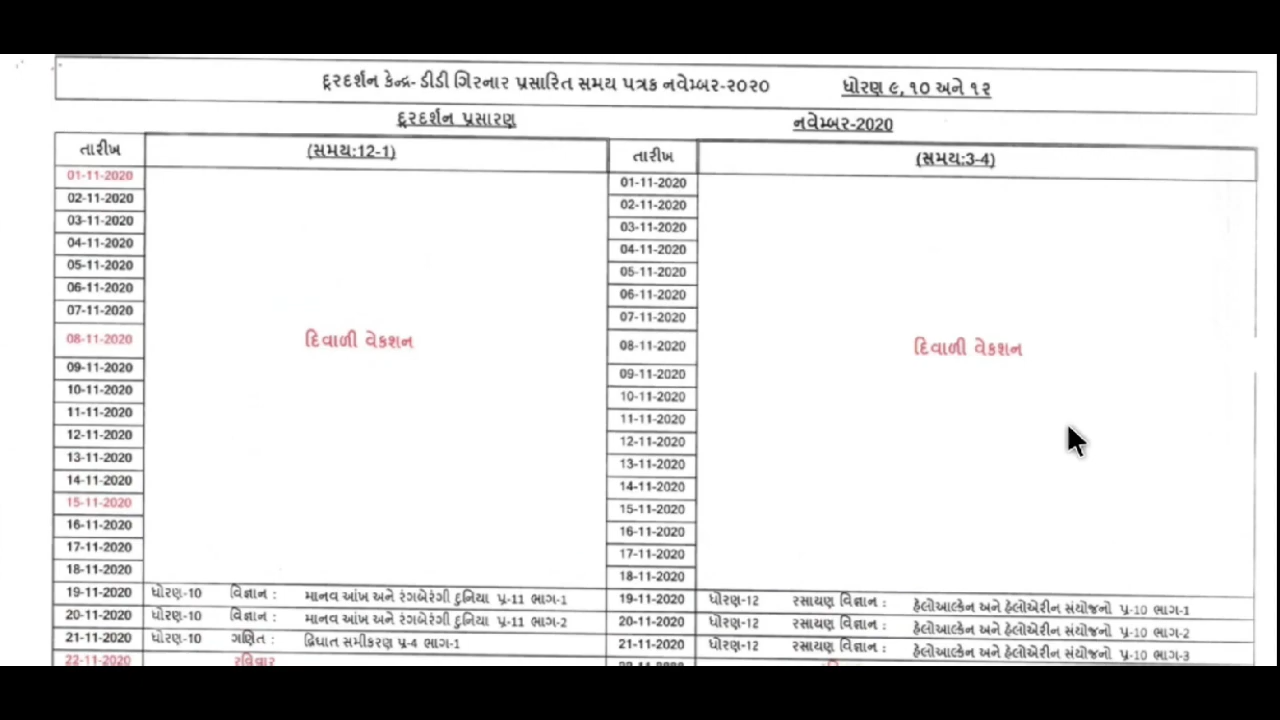 દૂરદર્શન કેન્દ્ર- ડીડી ગિરનાર પ્રસારિત સમય પત્રક નવેમ્બર-૨૦૨૦ ધોરણ ૯, ૧૦ અને ૧૨
દૂરદર્શન પ્રસારણ નવેમ્બર-2020
તારીખ (સમય:12-1) તારીખ (સમય:3-4)
01-11-2020 01-11-2020
02-11-2020 02-11-2020
03-11-2020 03-11-2020
04-11-2020 04-11-2020
05-11-2020 05-11-2020
06-11-2020 06-11-2020
07-11-2020 07-11-2020
08-11-2020 દિવાળી વેકશન 08-11-2020 દિવાળી વેકશન
09-11-2020 09-11-2020
10-11-2020 10-11-2020
11-11-2020 11-11-2020
12-11-2020 12-11-2020
13-11-2020 13-11-2020
14-11-2020 14-11-2020
15-11-2020 15-11-2020
16-11-2020 16-11-2020
17-11-2020 17-11-2020
18-11-2020 18-11-2020
19-11-2020 ધોરણ-10 વિજ્ઞાન : માનવ આંખ અને રંગબેરંગી દુનિયા પ્ર-11 ભાગ-1 19-11-2020 ધોરણ-12 રસાયણ વિજ્ઞાન : હેલોઆલ્કેન અને હેલોએરીન સંયોજનો પ્ર-10 ભાગ-1
20-11-2020 ધોરણ-10 વિજ્ઞાન : માનવ આંખ અને રંગબેરંગી દુનિયા પ્ર-11 ભાગ-2 20-11-2020 ધોરણ-12 રસાયણ વિજ્ઞાન : હેલોઆલ્કેન અને હેલોએરીન સંયોજનો પ્ર-10 ભાગ-2
21-11-2020 ધોરણ-10 ગણિત : દ્વિઘાત સમીકરણ પ્ર-4 ભાગ-1 21-11-2020 ધોરણ-12 રસાયણ વિજ્ઞાન : હેલોઆલ્કેન અને હેલોએરીન સંયોજનો પ્ર-10 ભાગ-3
22-11-2020 રવિવાર